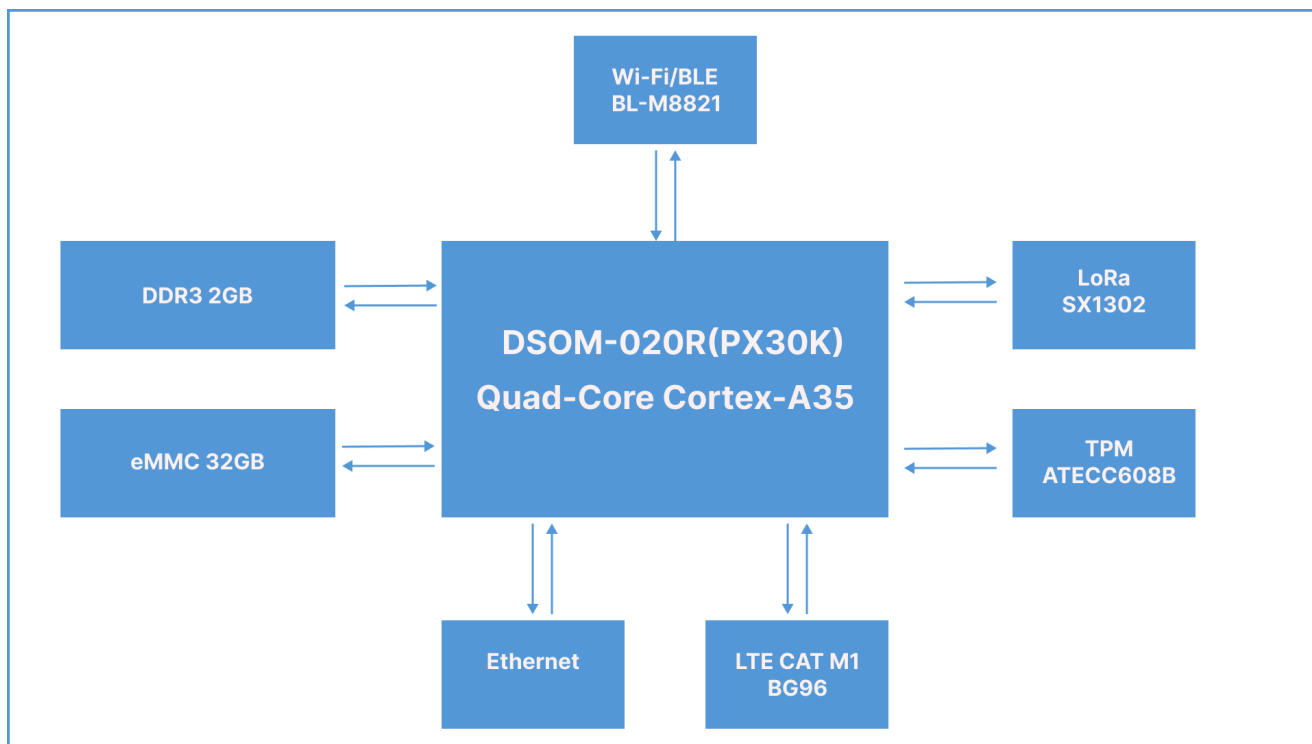 Wi-Fi/BLE
BL-M8821
DDR3 2GB
DSOM-020R(PX30K)
Quad-Core Cortex-A35
LoRa
SX1302
eMMC 32GB
TPM
ATECC608B
Ethernet
LTE CAT M1
BG96